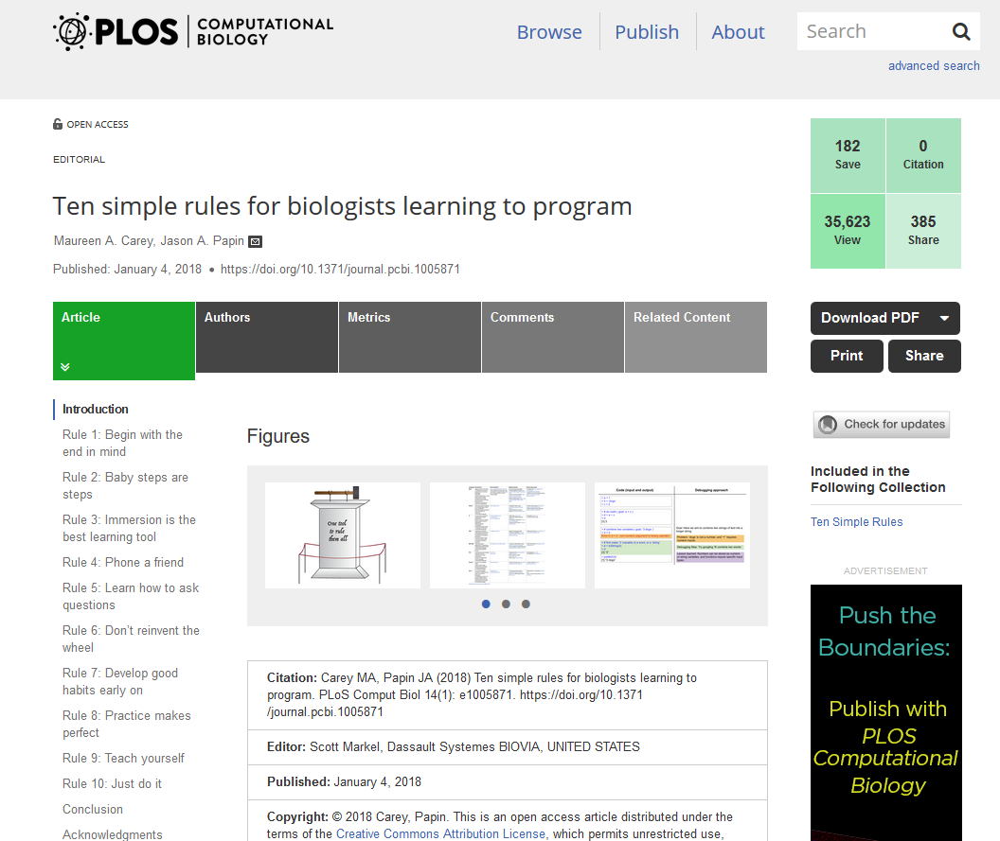 PLOS COMPUTATIONAL
BIOLOGY
Browse
Publish
About
Search
advanced search
OPEN ACCESS
EDITORIAL
Ten simple rules for biologists learning to program
Maureen A. Carey, Jason A. Papin
Published: January 4, 2018 • https://doi.org/10.1371/journal.pcbi.1005871
182
Save
0
Citation
35,623
View
385
Share
Article
Authors
Metrics
Comments
Related Content
Download PDF
Print
Share
Check for updates
Included in the
Following Collection
Ten Simple Rules
ADVERTISEMENT
Push the
Boundaries:
Publish with
PLOS
Computational
Biology
Introduction
Rule 1: Begin with the
end in mind
Rule 2: Baby steps are
steps
Rule 3: Immersion is the
best learning tool
Rule 4: Phone a friend
Rule 5: Learn how to ask
questions
Rule 6: Don’t reinvent the
wheel
Rule 7: Develop good
habits early on
Rule 8: Practice makes
perfect
Rule 9: Teach yourself
Rule 10: Just do it
Conclusion
Acknowledgments
Figures
One tool
to rule
them all
Code (input and output)
Debugging approach
Citation: Carey MA, Papin JA (2018) Ten simple rules for biologists learning to
program. PLoS Comput Biol 14(1): e1005871. https://doi.org/10.1371
/journal.pcbi.1005871
Editor: Scott Markel, Dassault Systemes BIOVIA, UNITED STATES
Published: January 4, 2018
Copyright: © 2018 Carey, Papin. This is an open access article distributed under the
terms of the Creative Commons Attribution License, which permits unrestricted use,